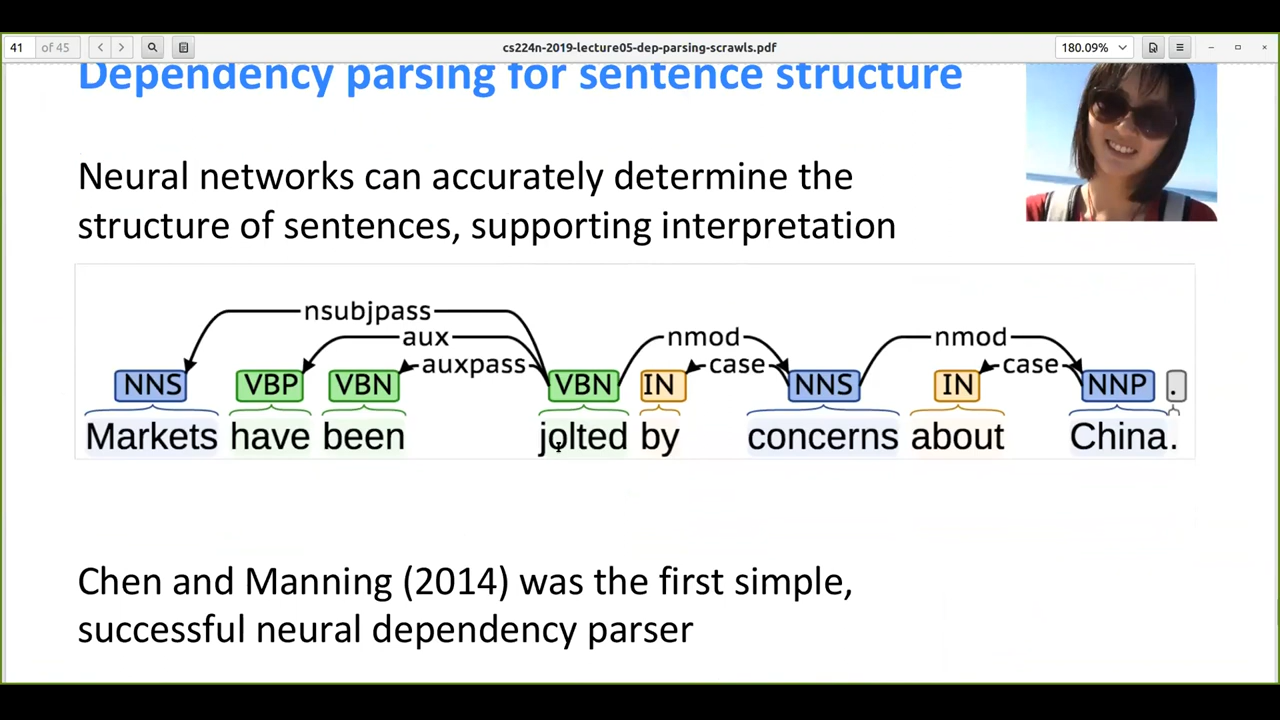 41 of 45 cs224n-2019-lecture05-dep-parsing-scrawls.pdf 180.09%
Dependency parsing for sentence structure
Neural networks can accurately determine the
structure of sentences, supporting interpretation
nsubjpass
aux nmod nmod
auxpass case case
NNS VBP VBN VBN IN NNS IN NNP .
Markets have been jolted by concerns about China.
Chen and Manning (2014) was the first simple,
successful neural dependency parser